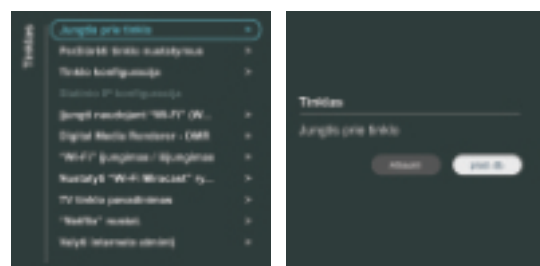 Tinklas
Jungtis prie tinklo
Peržiūrėti tinklo nustatymus
Tinklo konfigūracija
Statinio IP konfigūracija
Įjungti naudojant "Wi-Fi" (W...
Digital Media Renderer - DMR
"Wi-Fi" įjungimas / išjungimas
Nustatyti "Wi-Fi Miracast" ry...
TV tinklo pavadinimas
"Netflix" nuostat.
Valyti interneto atmintį
Tinklas
Jungtis prie tinklo
Atšaukti